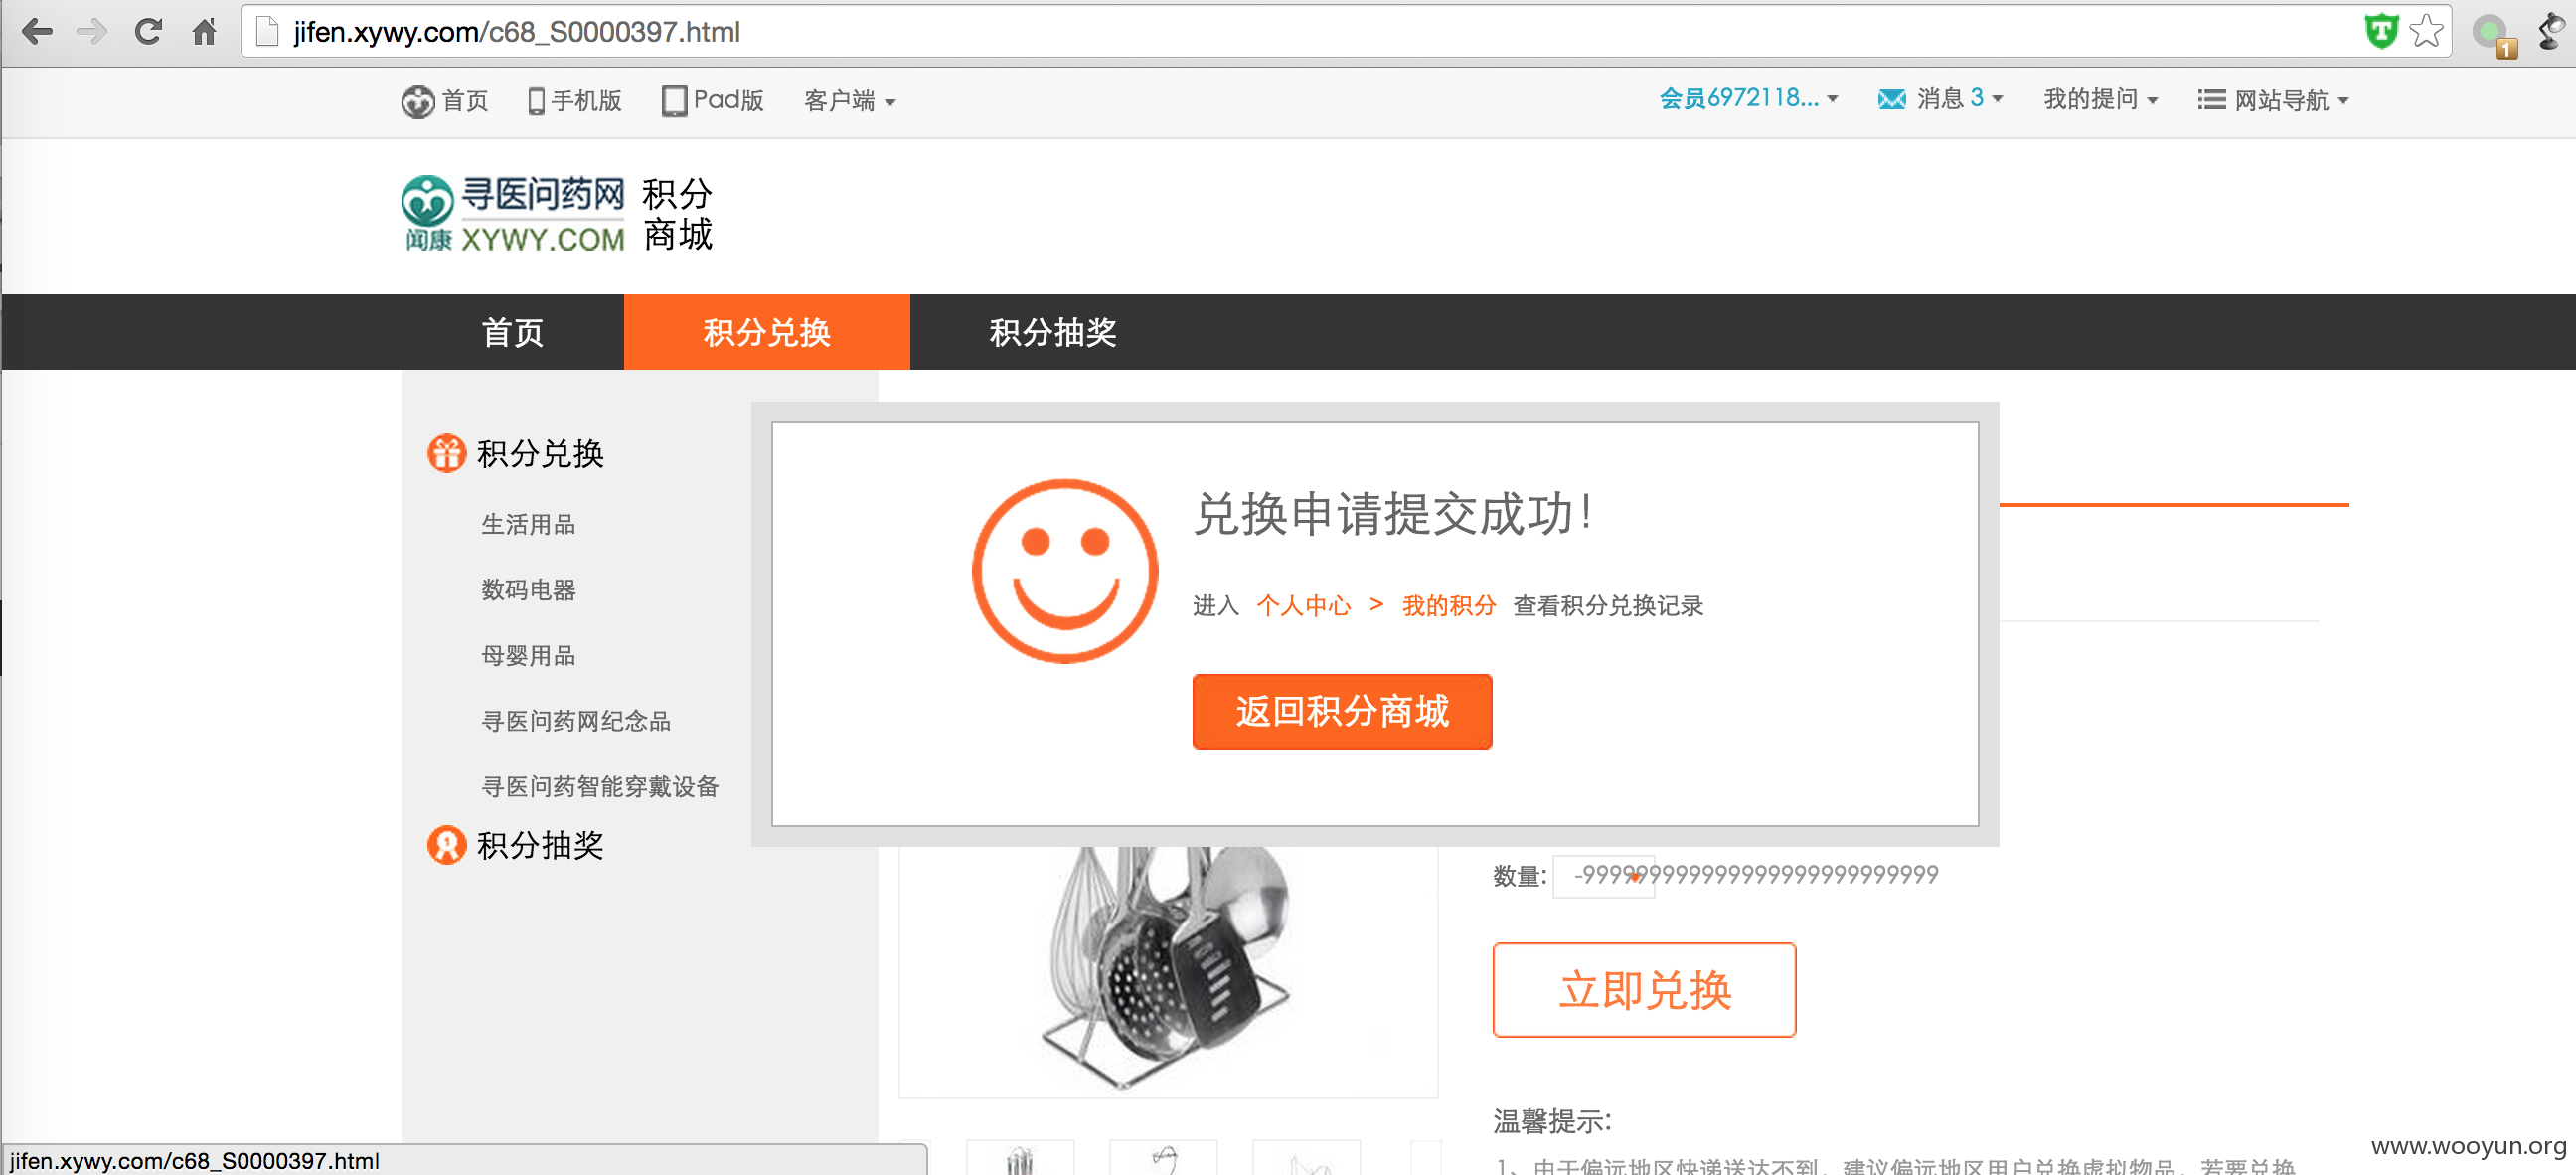 jifen.xywy.com/c68_S0000397.html
1
首页 手机版 Pad版 客户端 会员6972118... 消息 3 我的提问 网站导航
寻医问药网 积分
闻康 XYWY.COM 商城
首页 积分兑换 积分抽奖
积分兑换
生活用品
数码电器
母婴用品
寻医问药网纪念品
寻医问药智能穿戴设备
积分抽奖
兑换申请提交成功!
进入 个人中心 > 我的积分 查看积分兑换记录
返回积分商城
立即兑换
温馨提示:
1、由于偏远地区快递送达不到，建议偏远地区用户兑换虚拟物品，若要兑换
jifen.xywy.com/c68_S0000397.html
www.wooyun.org